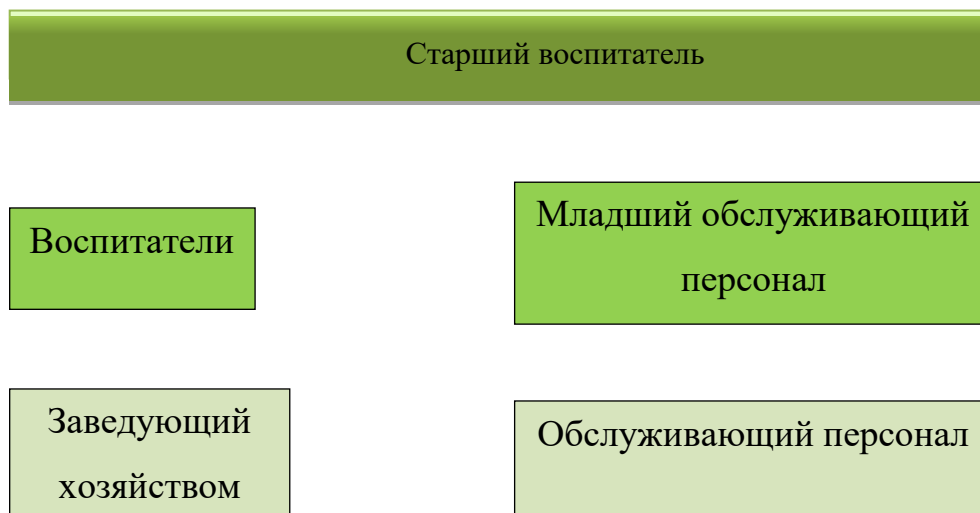 Старший воспитатель
Воспитатели
Младший обслуживающий
персонал
Заведующий
хозяйством
Обслуживающий персонал